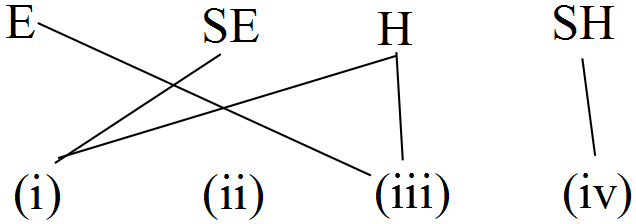 E SE H SH
(i) (ii) (iii) (iv)